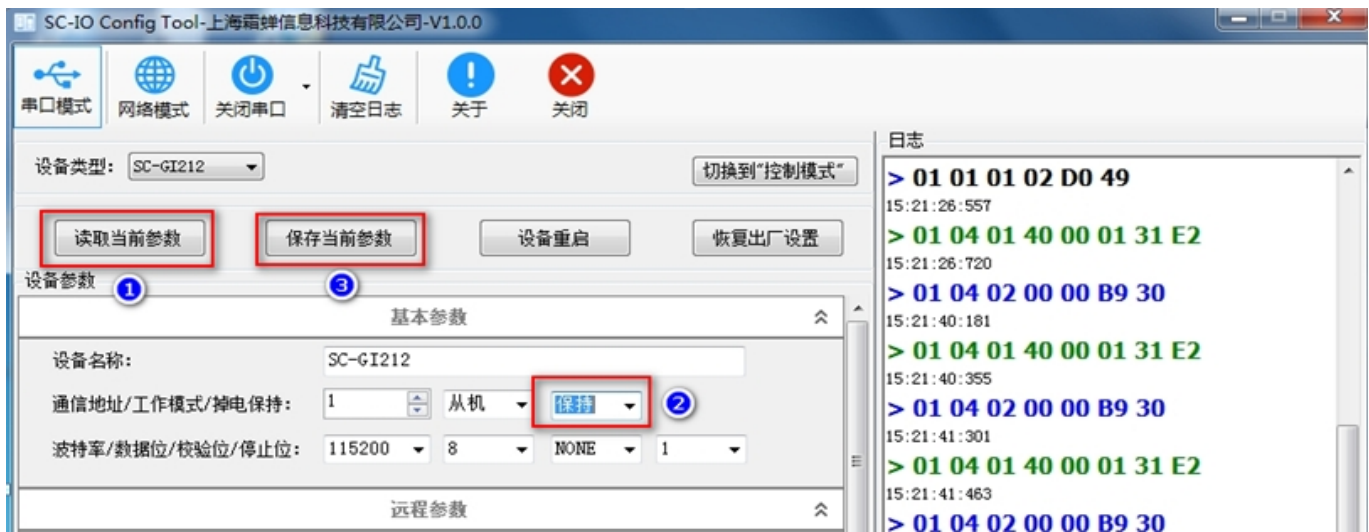 SC-IO Config Tool-上海霜蝉信息科技有限公司-V1.0.0
串口模式 网络模式 关闭串口 清空日志 关于 关闭
设备类型: SC-GI212 切换到"控制模式"
读取当前参数 保存当前参数 设备重启 恢复出厂设置
设备参数 1 3
基本参数
设备名称: SC-GI212
通信地址/工作模式/掉电保持: 1 从机 保持 2
波特率/数据位/校验位/停止位: 115200 8 NONE 1
远程参数
日志
> 01 01 01 02 D0 49
15:21:26:557
> 01 04 01 40 00 01 31 E2
15:21:26:720
> 01 04 02 00 00 B9 30
15:21:40:181
> 01 04 01 40 00 01 31 E2
15:21:40:355
> 01 04 02 00 00 B9 30
15:21:41:301
> 01 04 01 40 00 01 31 E2
15:21:41:463
> 01 04 02 00 00 B9 30